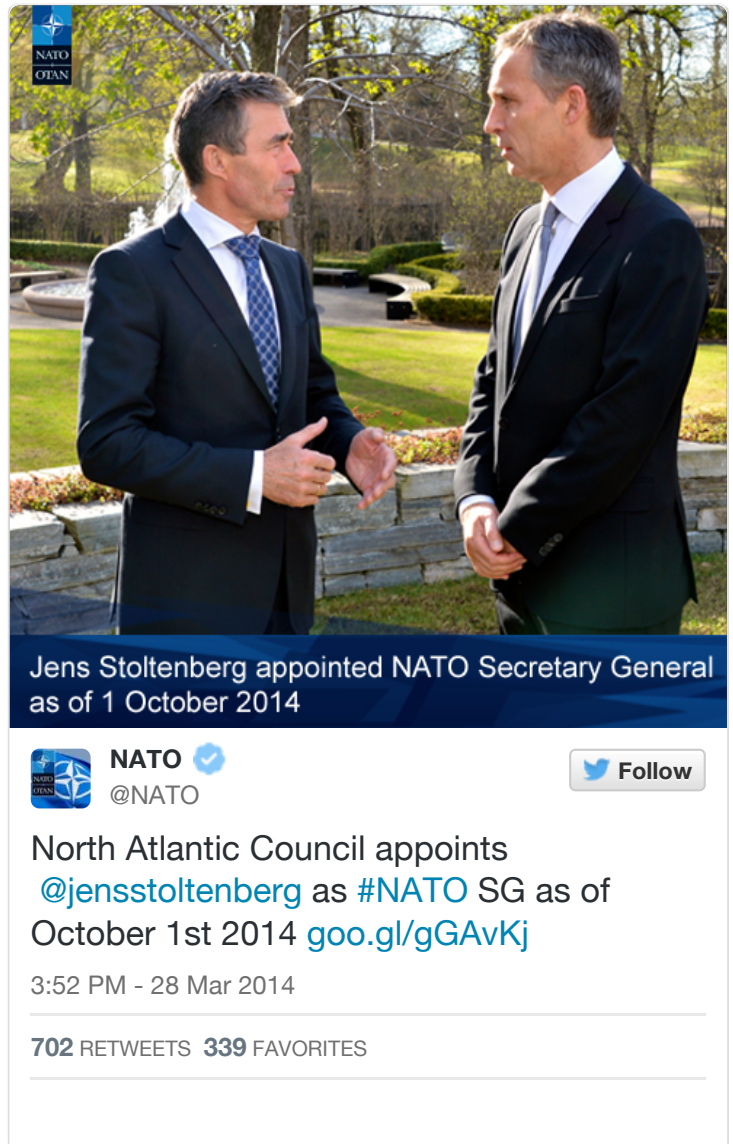 NATO
OTAN
Jens Stoltenberg appointed NATO Secretary General
as of 1 October 2014
NATO
OTAN
NATO
@NATO
Follow
North Atlantic Council appoints
@jensstoltenberg as #NATO SG as of
October 1st 2014 goo.gl/gGAvKj
3:52 PM - 28 Mar 2014
702 RETWEETS 339 FAVORITES